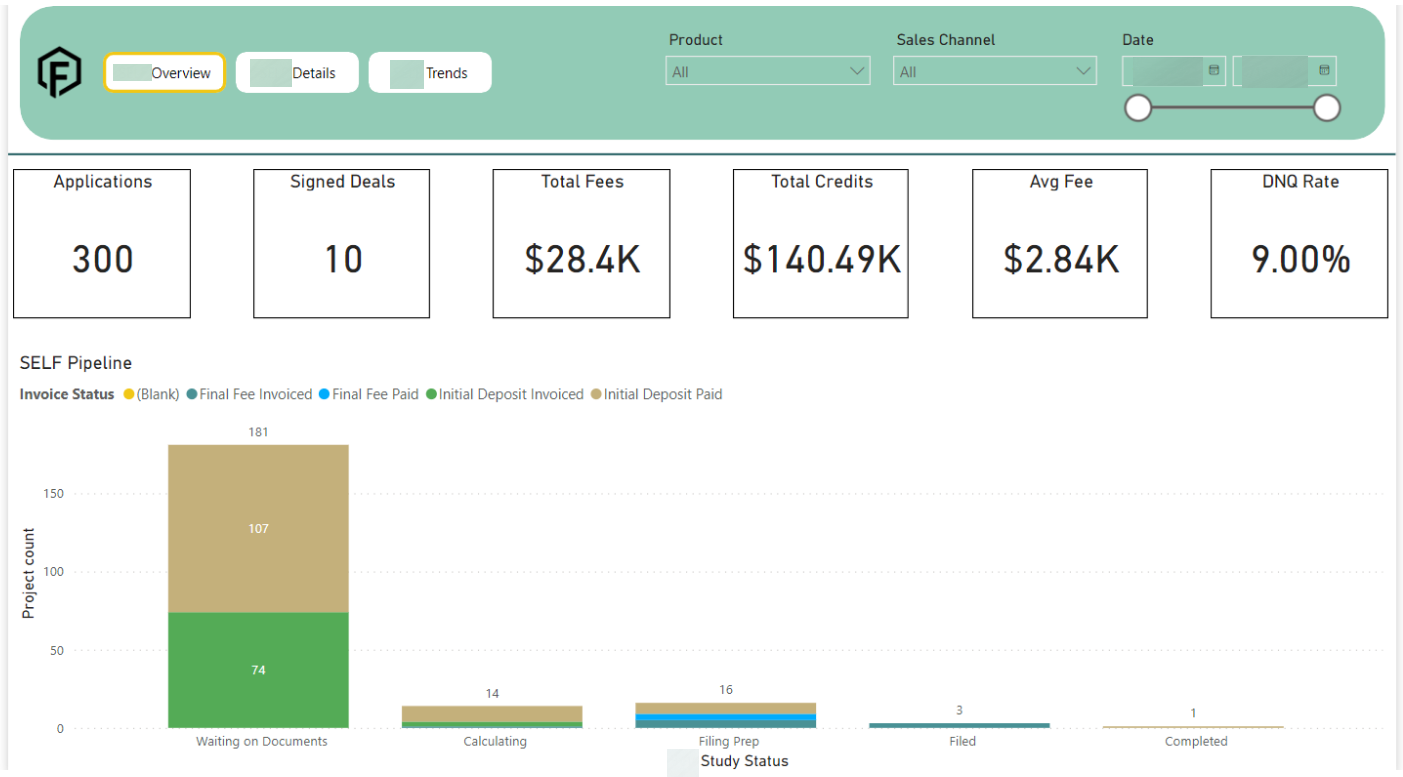 Product Sales Channel Date
Overview Details Trends
All All
Applications Signed Deals Total Fees Total Credits Avg Fee DNQ Rate
300 10 $28.4K $140.49K $2.84K 9.00%
SELF Pipeline
Invoice Status (Blank) Final Fee Invoiced Final Fee Paid Initial Deposit Invoiced Initial Deposit Paid
181
150
107
100
Project count
74
50
14
16
3
1
0
Waiting on Documents Calculating Filing Prep Filed Completed
Study Status